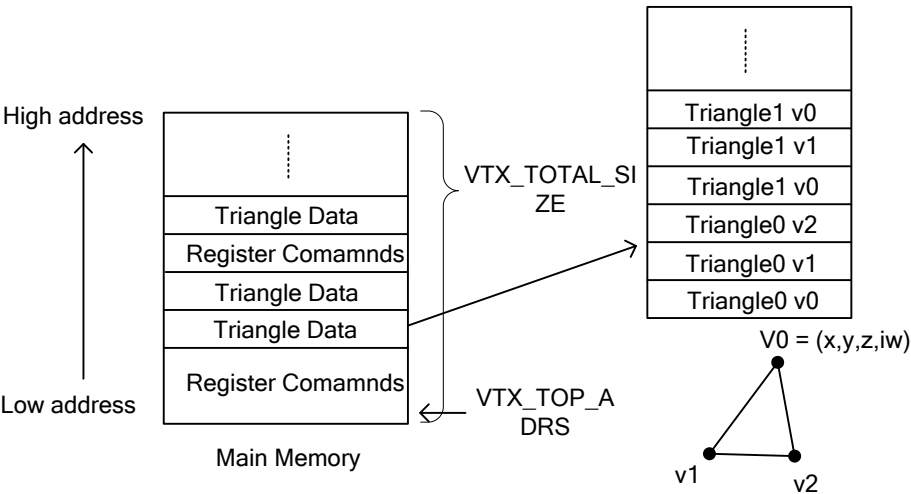 High address
Low address
Triangle Data
Register Comamnds
Triangle Data
Triangle Data
Register Comamnds
Main Memory
VTX_TOTAL_SI
ZE
VTX_TOP_A
DRS
Triangle1 v0
Triangle1 v1
Triangle1 v0
Triangle0 v2
Triangle0 v1
Triangle0 v0
V0 = (x,y,z,iw)
v1
v2